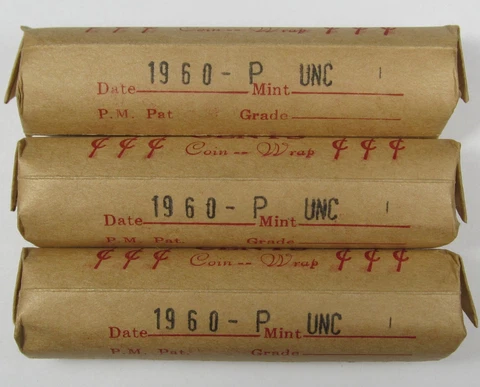 1960-P UNC
Date Mint
P.M. Pat Grade
¢ ¢ ¢ Coin -- Wrap ¢ ¢ ¢
1960-P UNC
Date Mint
P.M. Pat. Grade
¢ ¢ ¢ Coin -- Wrap ¢ ¢ ¢
1960-P UNC
Date Mint
P.M. Pat. Grade